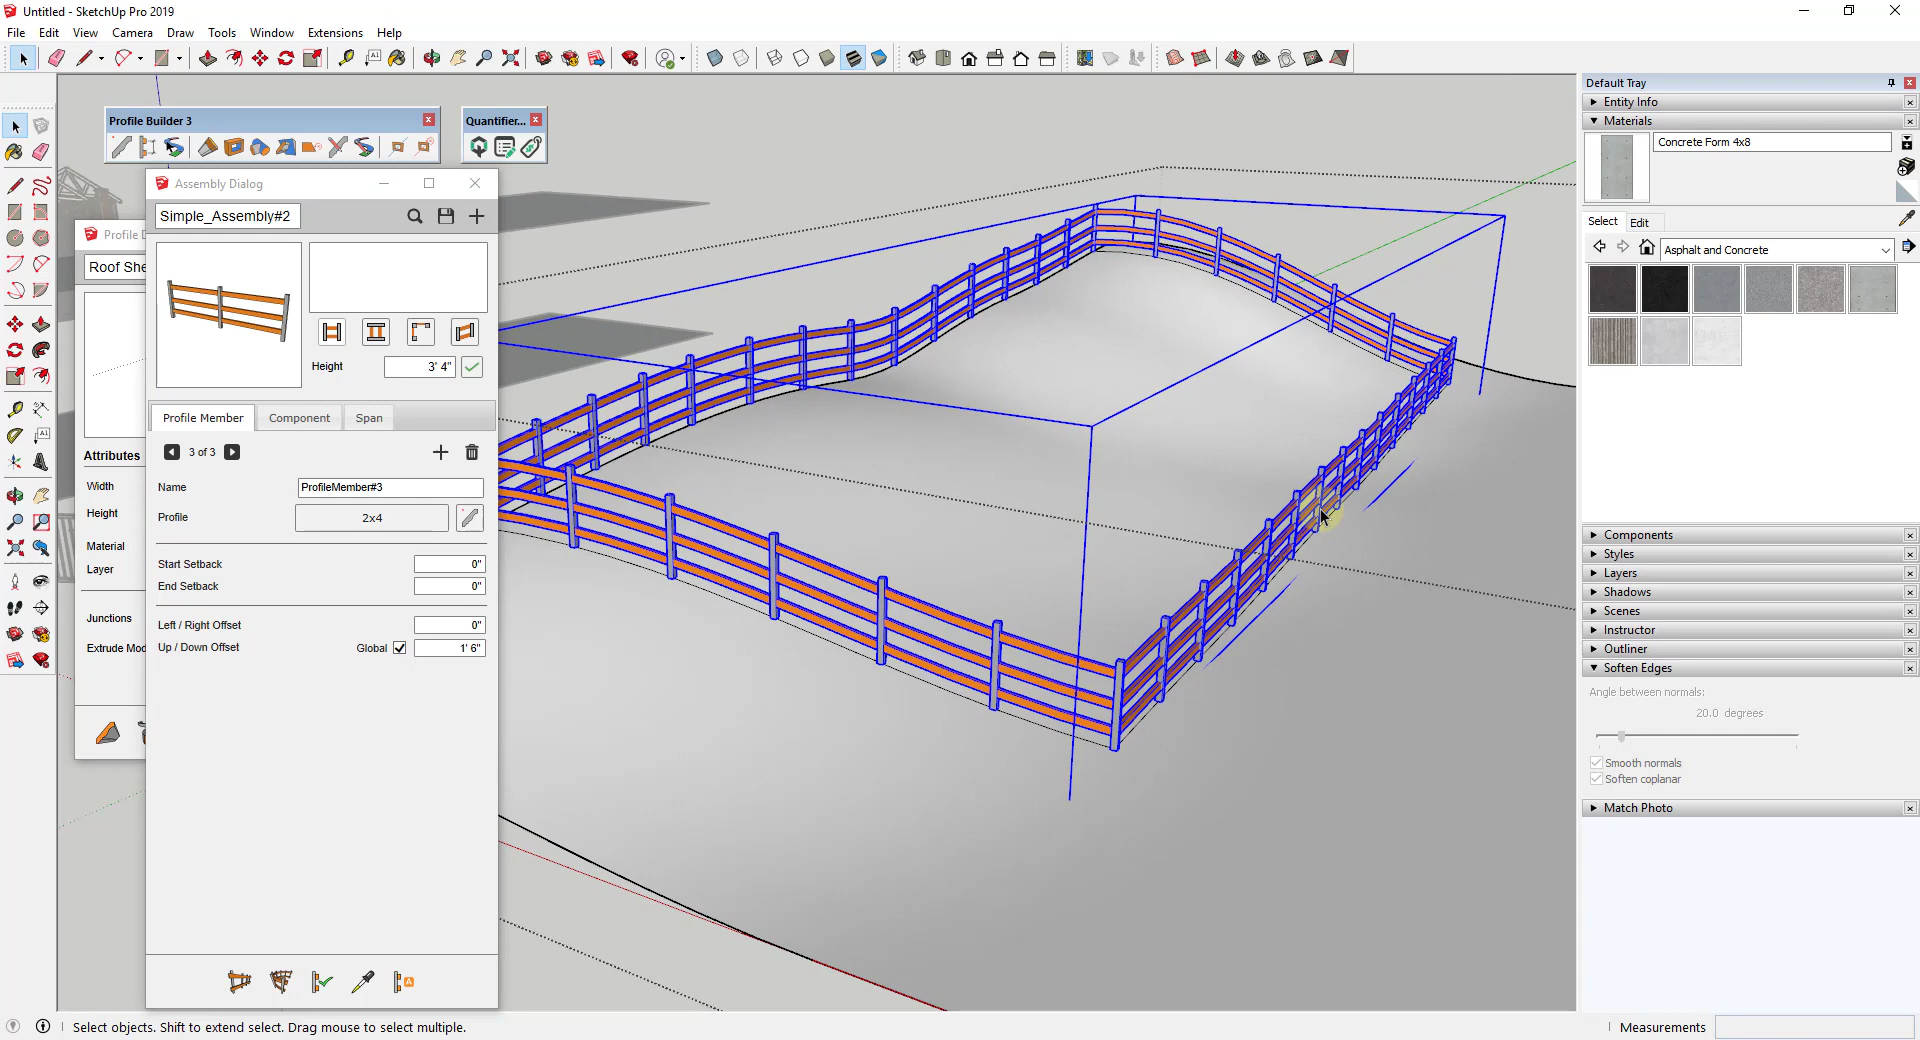 Untitled - SketchUp Pro 2019
File Edit View Camera Draw Tools Window Extensions Help
Profile Builder 3
Quantifier...
Assembly Dialog
Simple_Assembly#2
Height 3' 4"
Profile Member Component Span
3 of 3
Name ProfileMember#3
Profile 2x4
Start Setback 0"
End Setback 0"
Left / Right Offset 0"
Up / Down Offset Global 1' 6"
Profile D
Roof She
Attributes
Width
Height
Material
Layer
Junctions
Extrude Mod
Default Tray
Entity Info
Materials
Concrete Form 4x8
Select Edit
Asphalt and Concrete
Components
Styles
Layers
Shadows
Scenes
Instructor
Outliner
Soften Edges
Angle between normals:
20.0 degrees
Smooth normals
Soften coplanar
Match Photo
Select objects. Shift to extend select. Drag mouse to select multiple.
Measurements